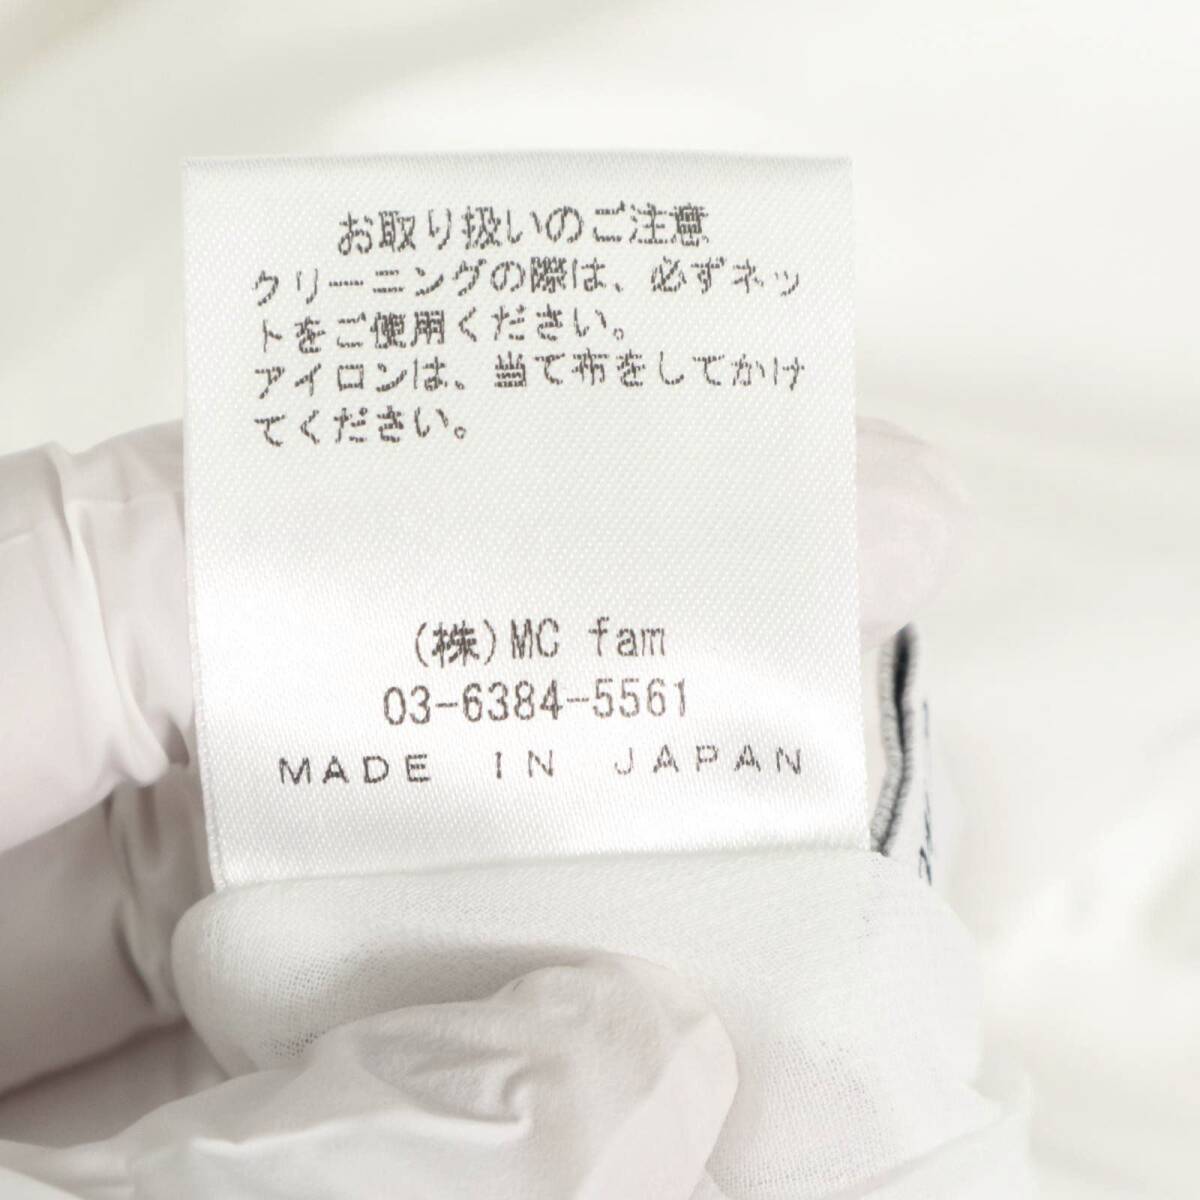 お取り扱いのご注意
クリーニングの際は、必ずネッ
トをご使用ください。
アイロンは、当て布をしてかけ
てください。
(株)MC fam
03-6384-5561
MADE IN JAPAN